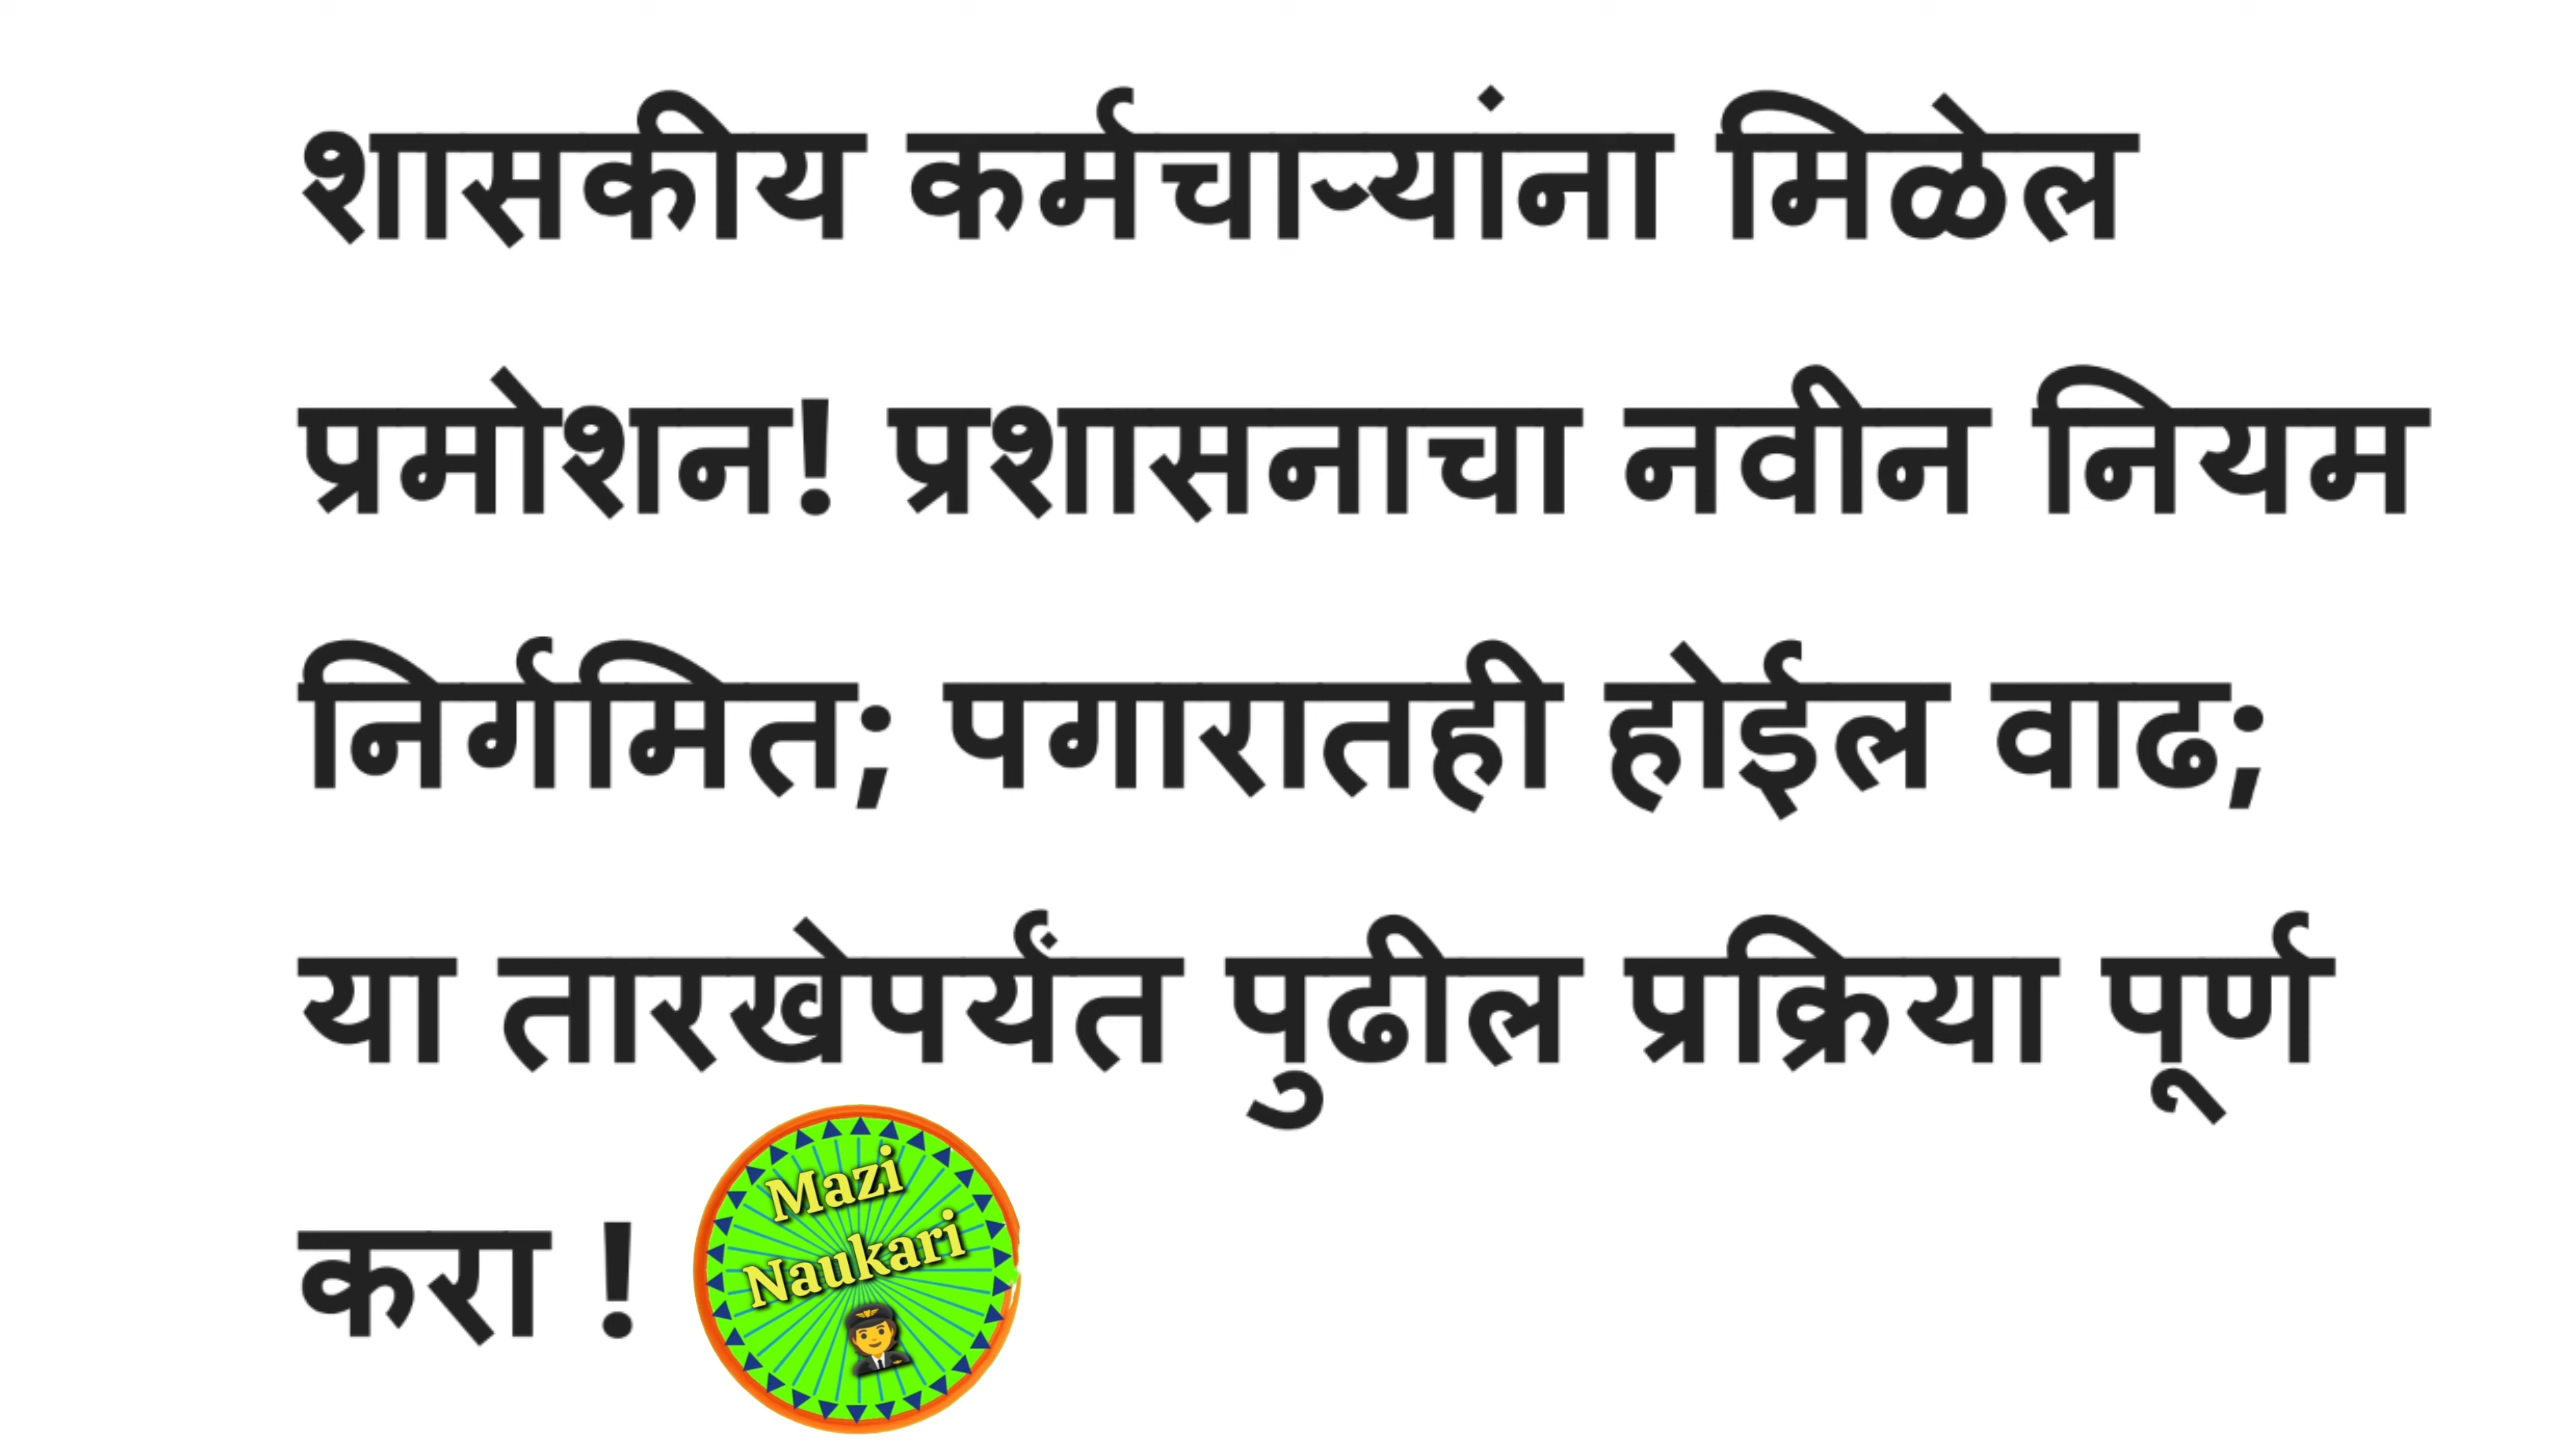 शासकीय कर्मचाऱ्यांना मिळेल
प्रमोशन! प्रशासनाचा नवीन नियम
निर्गमित; पगारातही होईल वाढ;
या तारखेपर्यंत पुढील प्रक्रिया पूर्ण
करा !
Mazi
Naukari